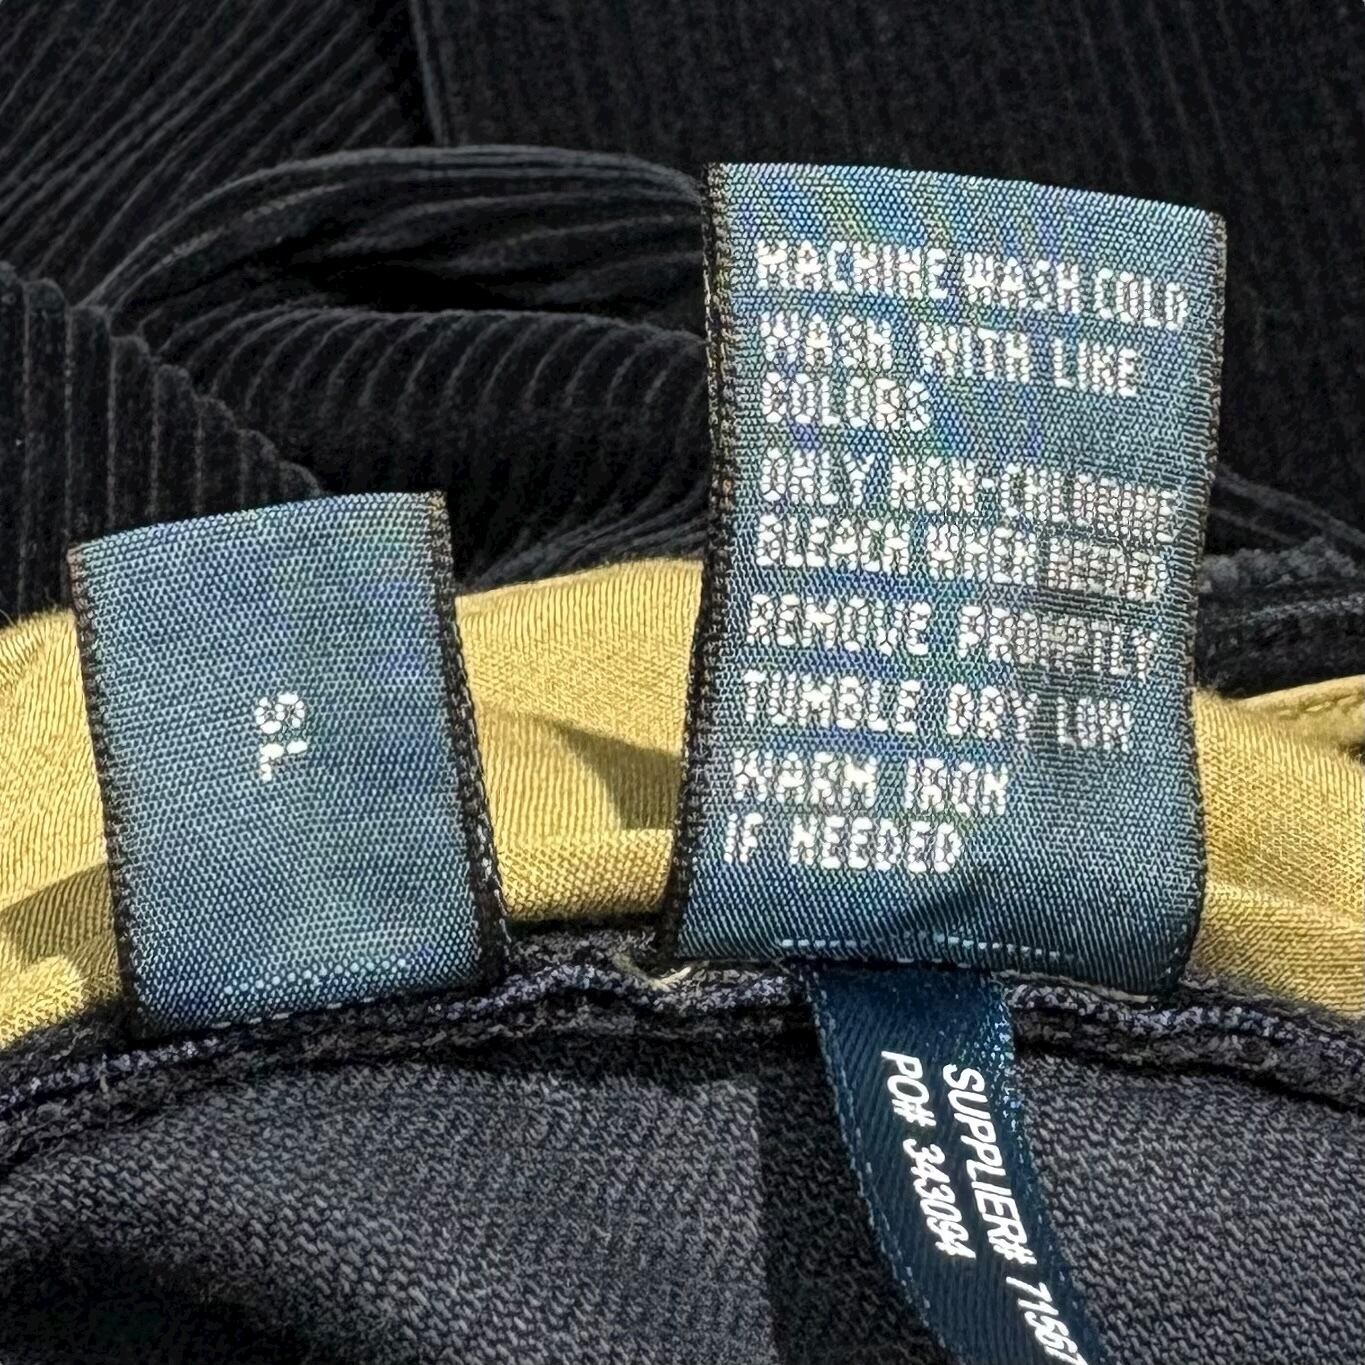 MACHINE WASH COLD
WASH WITH LIKE
COLORS
ONLY NON-CHLORINE
BLEACH WHEN NEEDED
REMOVE PROMPTLY
TUMBLE DRY LOW
WARM IRON
IF NEEDED
SUPPLIER#
PO# 343094